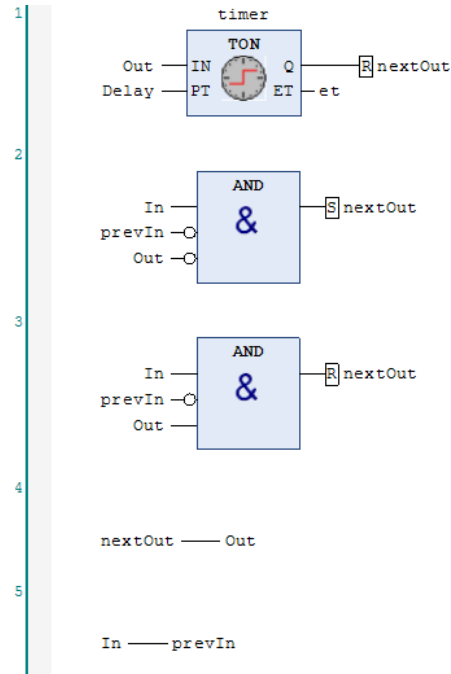 1
timer
TON
Out IN Q R nextOut
Delay PT ET et
2
AND
In & S nextOut
prevIn
Out
3
AND
In & R nextOut
prevIn
Out
4
nextOut Out
5
In prevIn